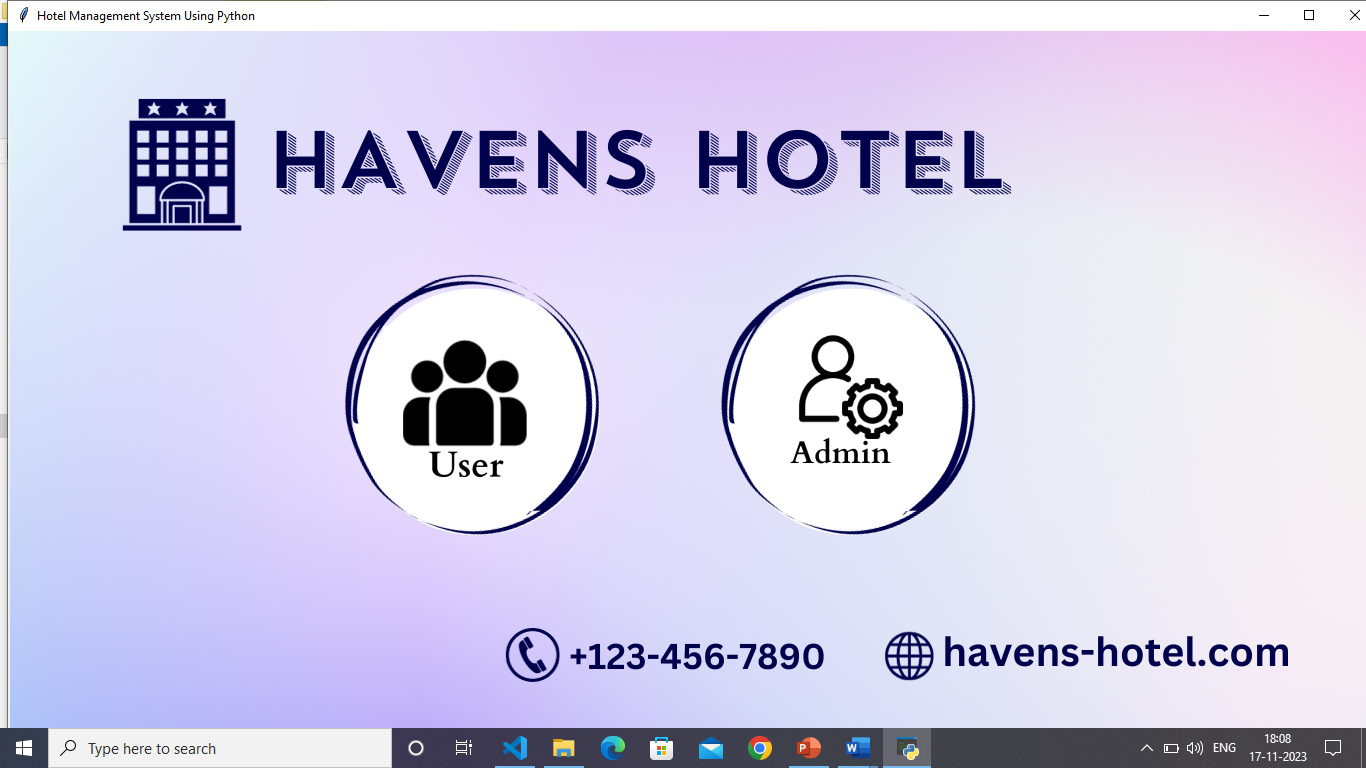 Hotel Management System Using Python
HAVENS HOTEL
User
Admin
+123-456-7890
havens-hotel.com
Type here to search
ENG
18:08
17-11-2023